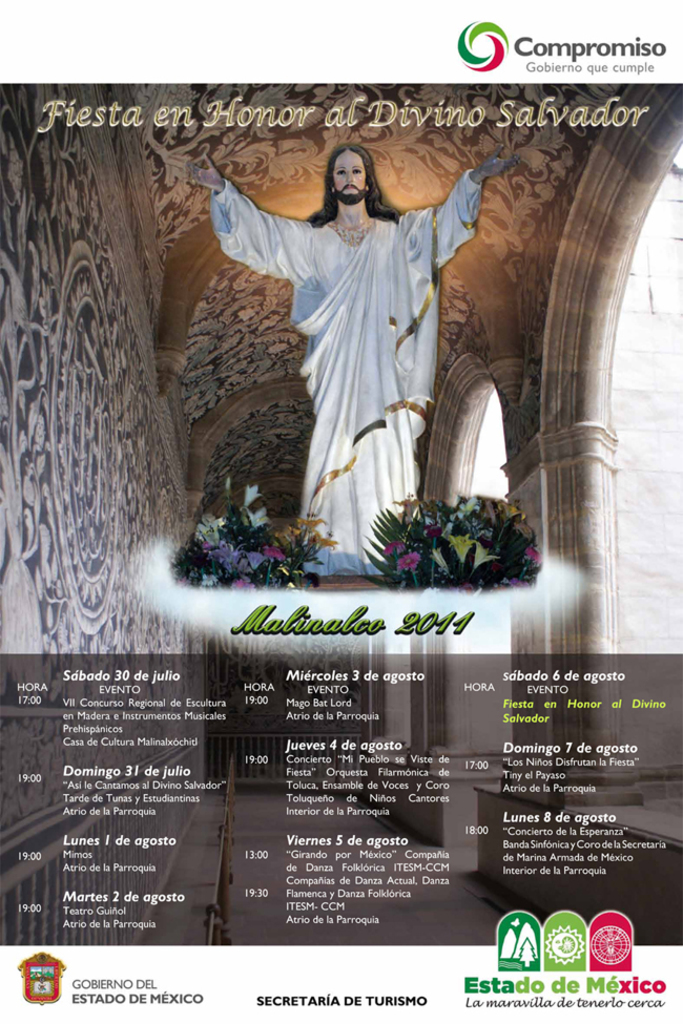 Compromiso
Gobierno que cumple
Fiesta en Honor al Divino Salvador
Malinalco 2011
Sábado 30 de julio
HORA EVENTO
17:00 VII Concurso Regional de Escultura
en Madera e Instrumentos Musicales
Prehispánicos
Casa de Cultura Malinalxóchitl
Domingo 31 de julio
19:00 "Así le Cantamos al Divino Salvador"
Tarde de Tunas y Estudiantinas
Atrio de la Parroquia
Lunes 1 de agosto
19:00 Mimos
Atrio de la Parroquia
Martes 2 de agosto
19:00 Teatro Guiñol
Atrio de la Parroquia
Miércoles 3 de agosto
HORA EVENTO
19:00 Mago Bat Lord
Atrio de la Parroquia
Jueves 4 de agosto
19:00 Concierto "Mi Pueblo se Viste de
Fiesta" Orquesta Filarmónica de
Toluca, Ensamble de Voces y Coro
Toluqueño de Niños Cantores
Interior de la Parroquia
Viernes 5 de agosto
13:00 "Girando por México" Compañía
de Danza Folklórica ITESM-CCM
19:30 Compañías de Danza Actual, Danza
Flamenca y Danza Folklórica
ITESM- CCM
Atrio de la Parroquia
Sábado 6 de agosto
HORA EVENTO
Fiesta en Honor al Divino
Salvador
Domingo 7 de agosto
17:00 "Los Niños Disfrutan la Fiesta"
Tiny el Payaso
Atrio de la Parroquia
Lunes 8 de agosto
18:00 "Concierto de la Esperanza"
Banda Sinfónica y Coro de la Secretaría
de Marina Armada de México
Interior de la Parroquia
GOBIERNO DEL
ESTADO DE MÉXICO
SECRETARÍA DE TURISMO
Estado de México
La maravilla de tenerlo cerca